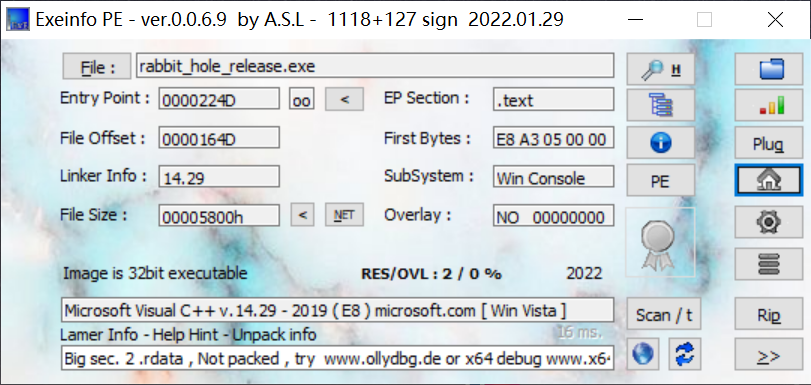 Exeinfo PE - ver.0.0.6.9 by A.S.L - 1118+127 sign 2022.01.29
File : rabbit_hole_release.exe H
Entry Point : 0000224D oo < EP Section : .text
File Offset : 0000164D First Bytes : E8 A3 05 00 00 Plug
Linker Info : 14.29 SubSystem : Win Console PE
File Size : 00005800h < NET Overlay : NO 00000000
Image is 32bit executable RES/OVL : 2 / 0 % 2022
Microsoft Visual C++ v.14.29 - 2019 ( E8 ) microsoft.com [ Win Vista ] Scan / t Rip
Lamer Info - Help Hint - Unpack info 16 ms.
Big sec. 2 .rdata , Not packed , try www.ollydbg.de or x64 debug www.x64 >>